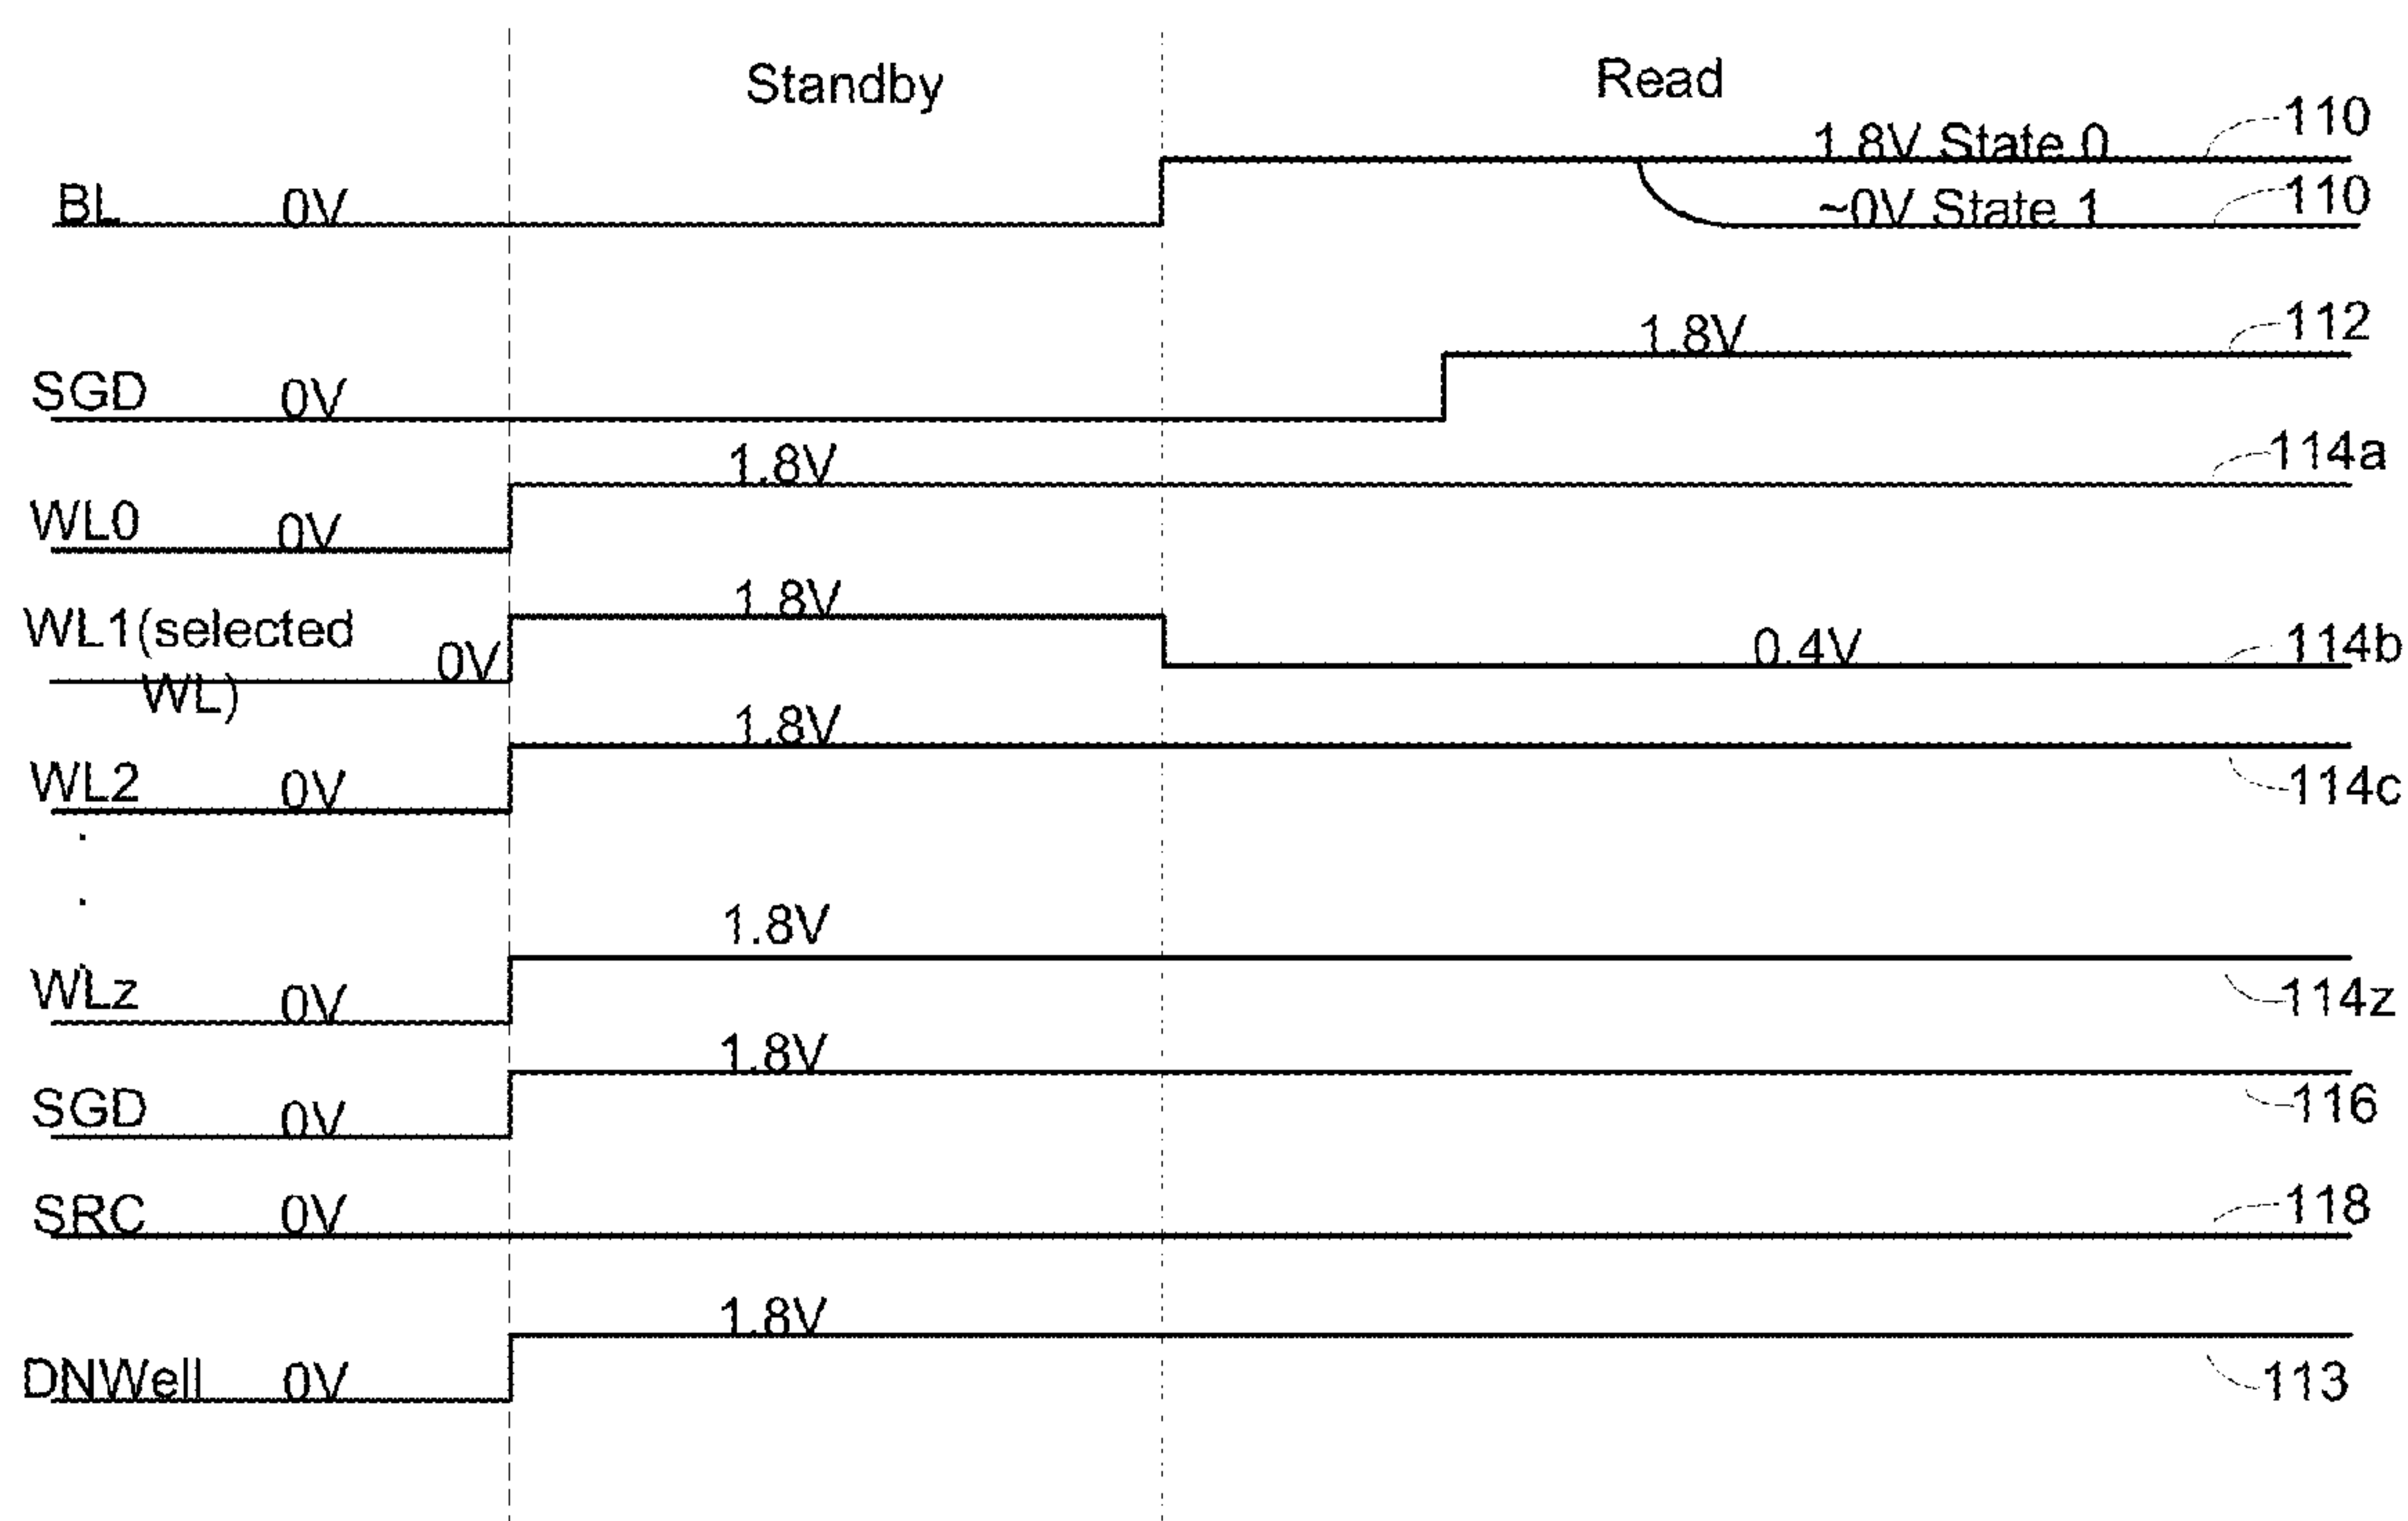 Standby
Read
1.8V State 0
110
BL
0V
~0V State 1
110
1.8V
112
SGD
0V
1.8V
114a
WL0
0V
1.8V
WL1(selected
WL)
0V
0.4V
114b
1.8V
WL2
0V
114c
.
.
.
1.8V
WLz
0V
114z
1.8V
SGD
0V
116
SRC
0V
118
1.8V
DNWell
0V
113